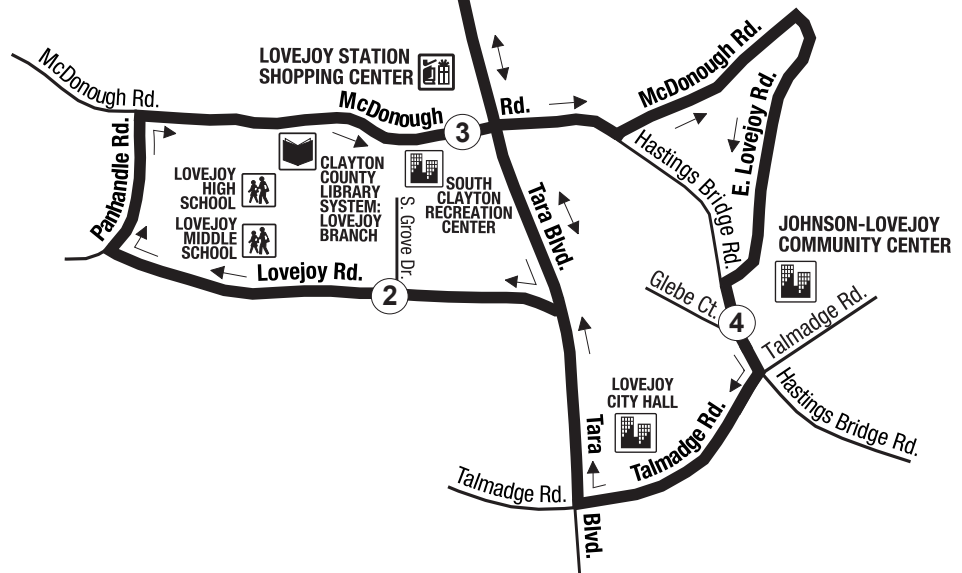 McDonough Rd.
LOVEJOY STATION
SHOPPING CENTER
McDonough
3
Rd.
McDonough Rd.
E. Lovejoy Rd.
Hastings Bridge Rd.
Panhandle Rd.
LOVEJOY
HIGH
SCHOOL
LOVEJOY
MIDDLE
SCHOOL
CLAYTON
COUNTY
LIBRARY
SYSTEM:
LOVEJOY
BRANCH
SOUTH
CLAYTON
RECREATION
CENTER
S. Grove Dr.
Tara Blvd.
JOHNSON-LOVEJOY
COMMUNITY CENTER
Lovejoy Rd.
2
Glebe Ct.
4
Talmadge Rd.
Hastings Bridge Rd.
LOVEJOY
CITY HALL
Tara
Talmadge Rd.
Talmadge Rd.
Blvd.